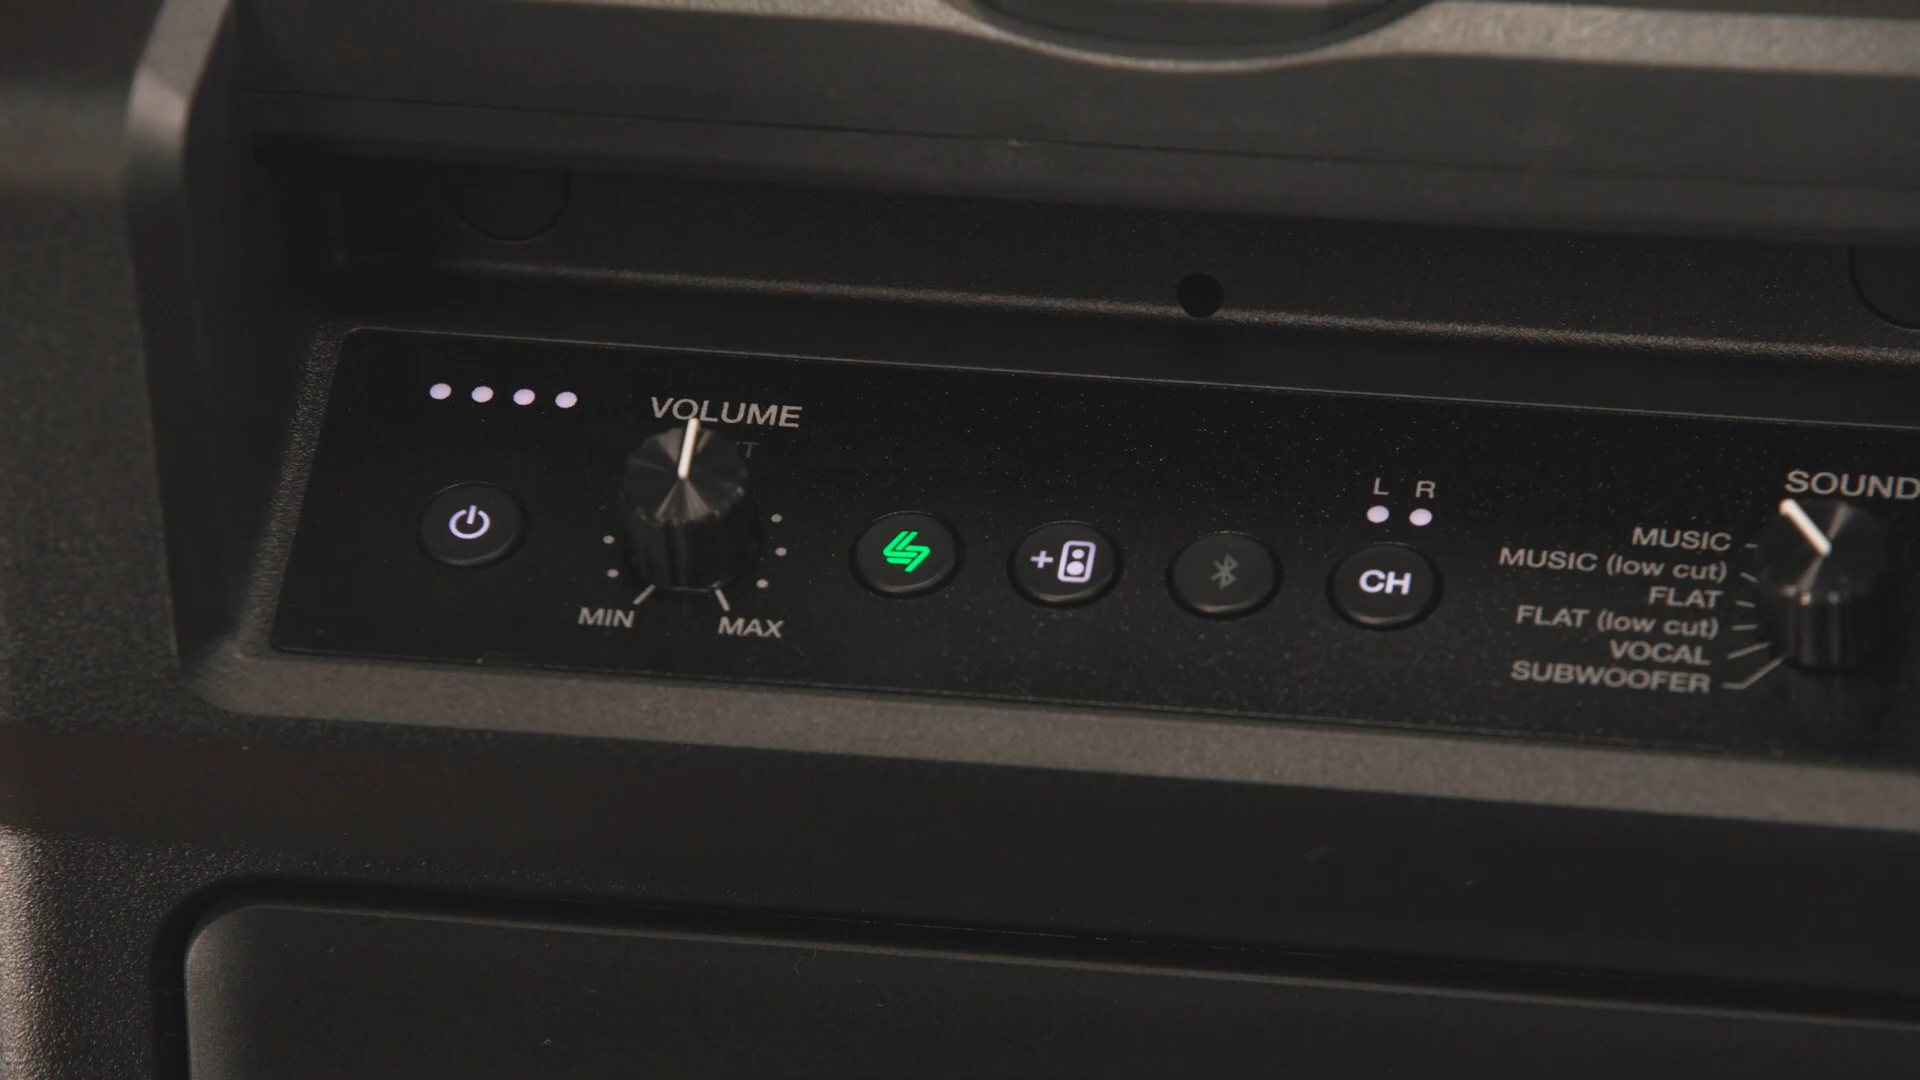 VOLUME
MIN
MAX
L R
CH
SOUND
MUSIC
MUSIC (low cut)
FLAT
FLAT (low cut)
VOCAL
SUBWOOFER